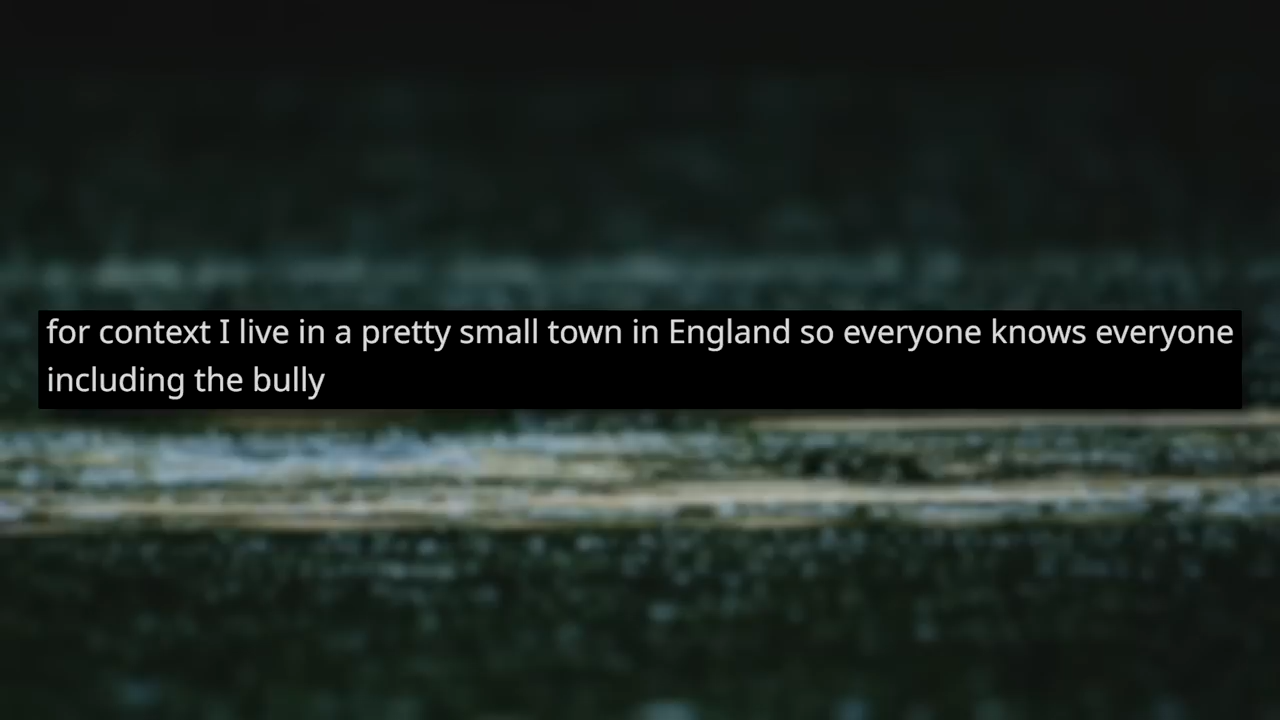 for context I live in a pretty small town in England so everyone knows everyone
including the bully